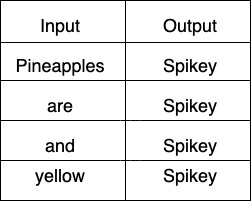 Input Output
Pineapples Spikey
are Spikey
and Spikey
yellow Spikey